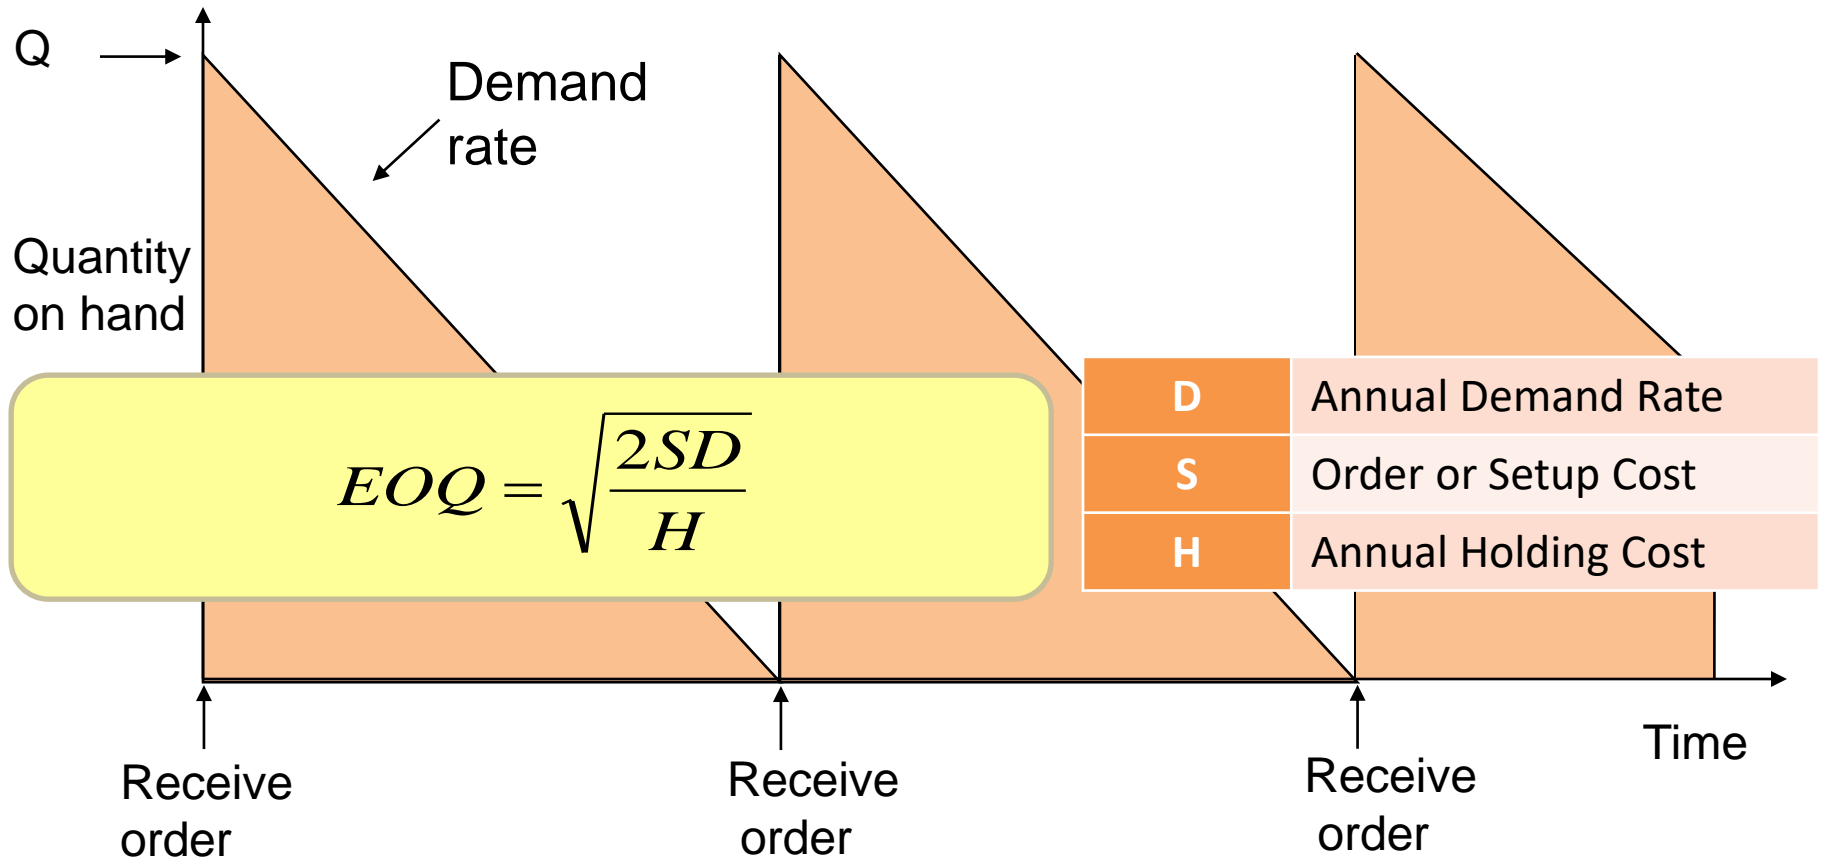 Q
Demand
rate
Quantity
on hand
EOQ = √(2SD / H)
D Annual Demand Rate
S Order or Setup Cost
H Annual Holding Cost
Time
Receive
order
Receive
order
Receive
order